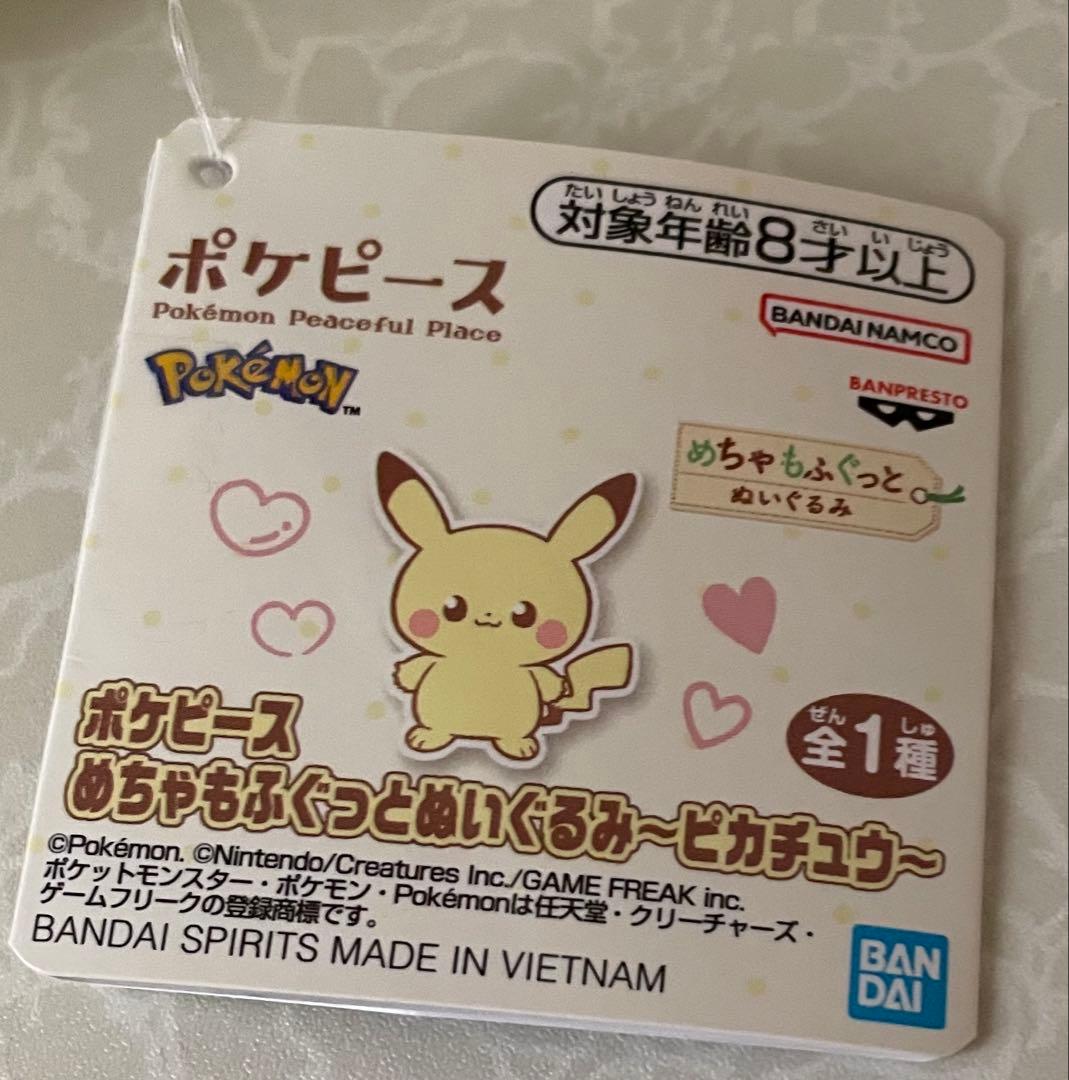 たいしょうねんれい さいいじょう
対象年齢8才以上
ポケピース
Pokémon Peaceful Place
BANDAI NAMCO
Pokémon™
BANPRESTO
めちゃもふぐっと
ぬいぐるみ
ぜん しゅ
全1種
ポケピース
めちゃもふぐっとぬいぐるみ～ピカチュウ～
©Pokémon. ©Nintendo/Creatures Inc./GAME FREAK inc.
ポケットモンスター・ポケモン・Pokémonは任天堂・クリーチャーズ・
ゲームフリークの登録商標です。
BANDAI SPIRITS MADE IN VIETNAM
BAN
DAI